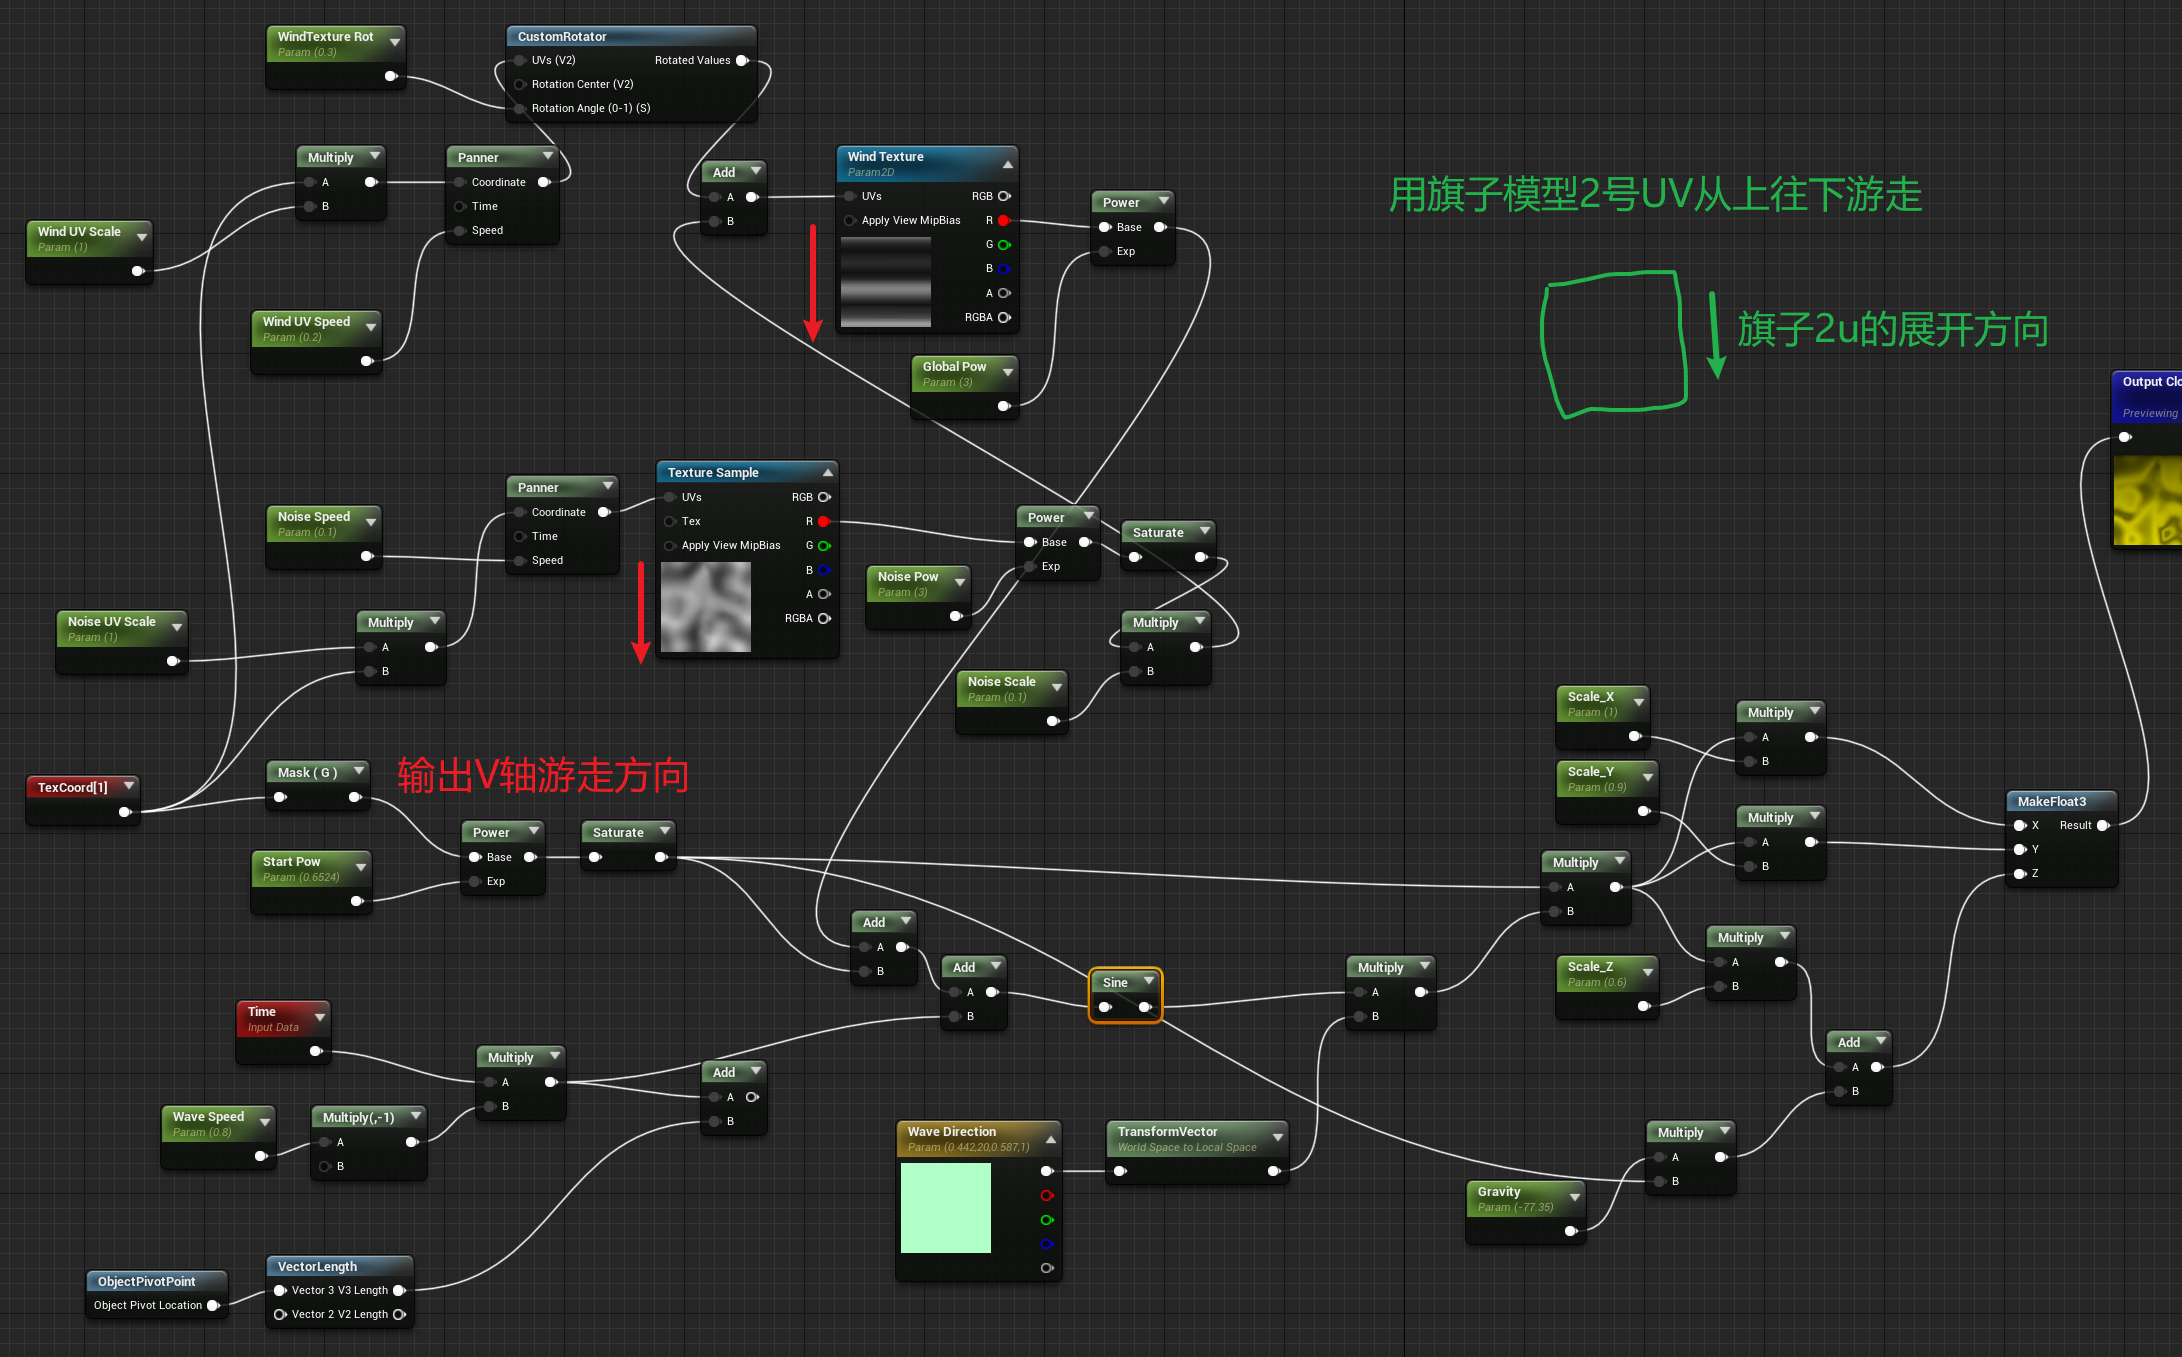 WindTexture Rot
Param (0.3)
CustomRotator
UVs (V2) Rotated Values
Rotation Center (V2)
Rotation Angle (0-1) (S)
Multiply
A
B
Panner
Coordinate
Time
Speed
Wind UV Scale
Param (1)
Wind UV Speed
Param (0.2)
Add
A
B
Wind Texture
Param2D
UVs RGB
Apply View MipBias R
G
B
A
RGBA
Power
Base
Exp
Global Pow
Param (3)
用旗子模型2号UV从上往下游走
旗子2u的展开方向
Output Clo
Previewing
Noise Speed
Param (0.1)
Panner
Coordinate
Time
Speed
Texture Sample
UVs RGB
Tex R
Apply View MipBias G
B
A
RGBA
Noise Pow
Param (3)
Power
Base
Exp
Saturate
Noise UV Scale
Param (1)
Multiply
A
B
Multiply
A
B
Noise Scale
Param (0.1)
TexCoord[1]
Mask ( G )
输出V轴游走方向
Start Pow
Param (0.6524)
Power
Base
Exp
Saturate
Scale_X
Param (1)
Multiply
A
B
Scale_Y
Param (0.9)
Multiply
A
B
MakeFloat3
X Result
Y
Z
Multiply
A
B
Add
A
B
Add
A
B
Sine
Multiply
A
B
Scale_Z
Param (0.6)
Multiply
A
B
Add
A
B
Time
Input Data
Multiply
A
B
Wave Speed
Param (0.8)
Multiply(,-1)
A
B
Add
A
B
Wave Direction
Param (0.442,20,0.587,1)
TransformVector
World Space to Local Space
Multiply
A
B
Gravity
Param (-77.35)
ObjectPivotPoint
Object Pivot Location
VectorLength
Vector 3 V3 Length
Vector 2 V2 Length